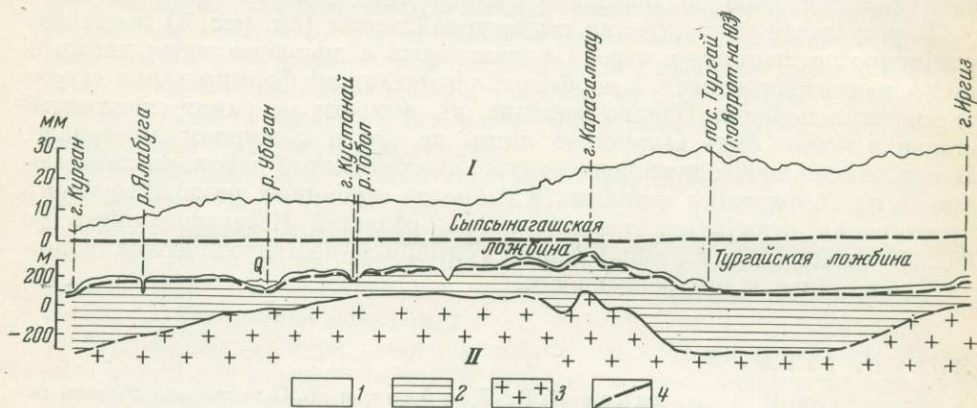 г. Курган
р. Ялабуга
р. Убаган
г. Кустанай
р. Тобол
г. Карагалтау
пос. Тургай
(поворот на ЮЗ)
г. Иргиз
мм
30
20
10
0
I
Сыпсынагашская
ложбина
Тургайская ложбина
м
200
0
-200
Q
II
1
2
3
4